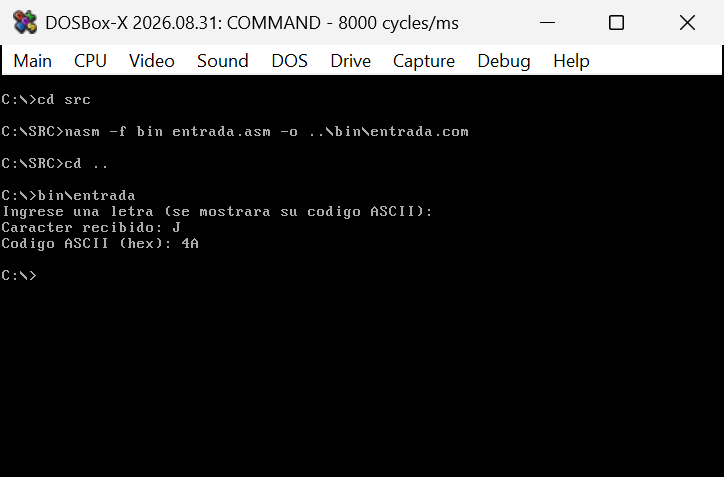 DOSBox-X 2026.08.31: COMMAND - 8000 cycles/ms
Main CPU Video Sound DOS Drive Capture Debug Help
C:\>cd src
C:\SRC>nasm -f bin entrada.asm -o ..\bin\entrada.com
C:\SRC>cd ..
C:\>bin\entrada
Ingrese una letra (se mostrara su codigo ASCII):
Caracter recibido: J
Codigo ASCII (hex): 4A
C:\>